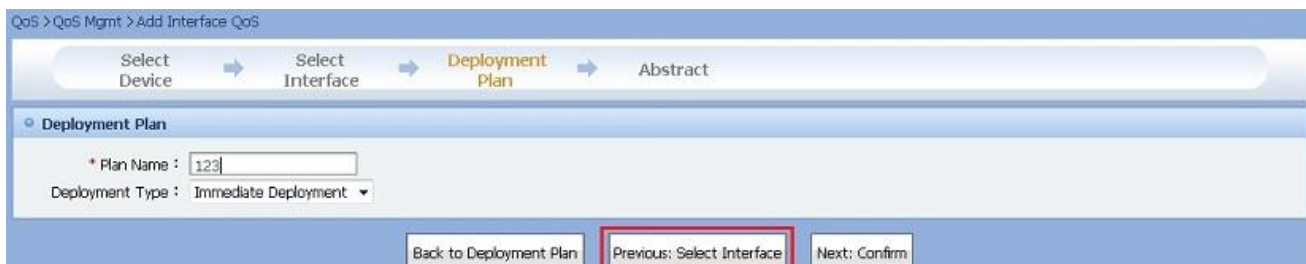 QoS > QoS Mgmt > Add Interface QoS
Select
Device
Select
Interface
Deployment
Plan
Abstract
Deployment Plan
* Plan Name : 123
Deployment Type : Immediate Deployment
Back to Deployment Plan Previous: Select Interface Next: Confirm